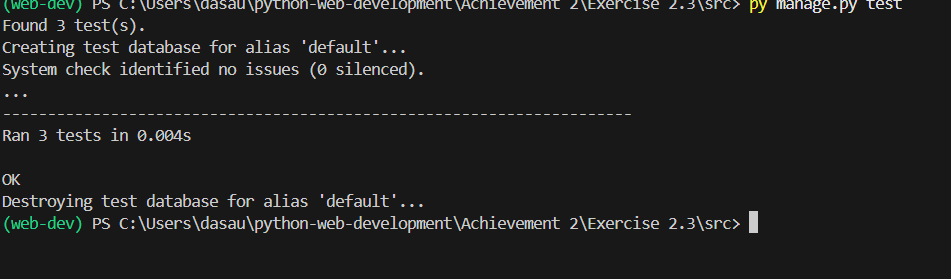 (web-dev) PS C:\Users\dasau\python-web-development\Achievement 2\Exercise 2.3\src> py manage.py test
Found 3 test(s).
Creating test database for alias 'default'...
System check identified no issues (0 silenced).
...
----------------------------------------------------------------------
Ran 3 tests in 0.004s
OK
Destroying test database for alias 'default'...
(web-dev) PS C:\Users\dasau\python-web-development\Achievement 2\Exercise 2.3\src>